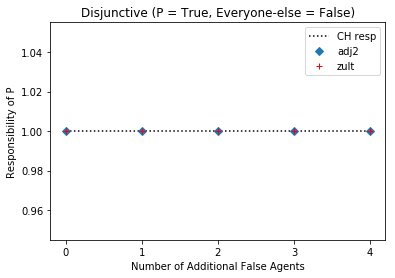 Disjunctive (P = True, Everyone-else = False)
CH resp
adj2
zult
1.04
1.02
1.00
0.98
0.96
Responsibility of P
0
1
2
3
4
Number of Additional False Agents